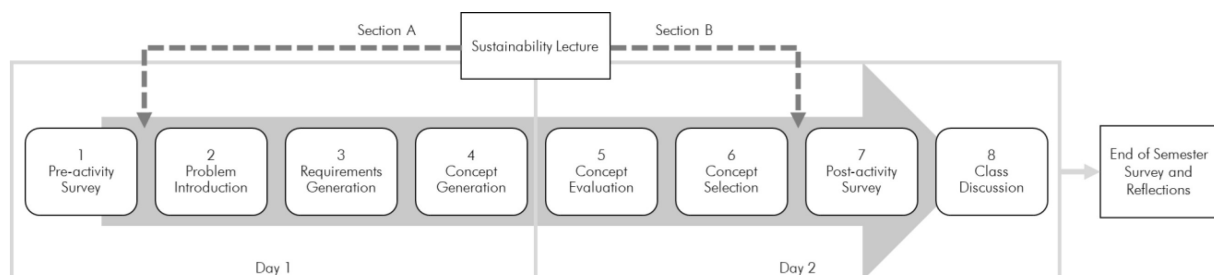 Section A
Sustainability Lecture
Section B
1
Pre-activity
Survey
2
Problem
Introduction
3
Requirements
Generation
4
Concept
Generation
5
Concept
Evaluation
6
Concept
Selection
7
Post-activity
Survey
8
Class
Discussion
End of Semester
Survey and
Reflections
Day 1
Day 2